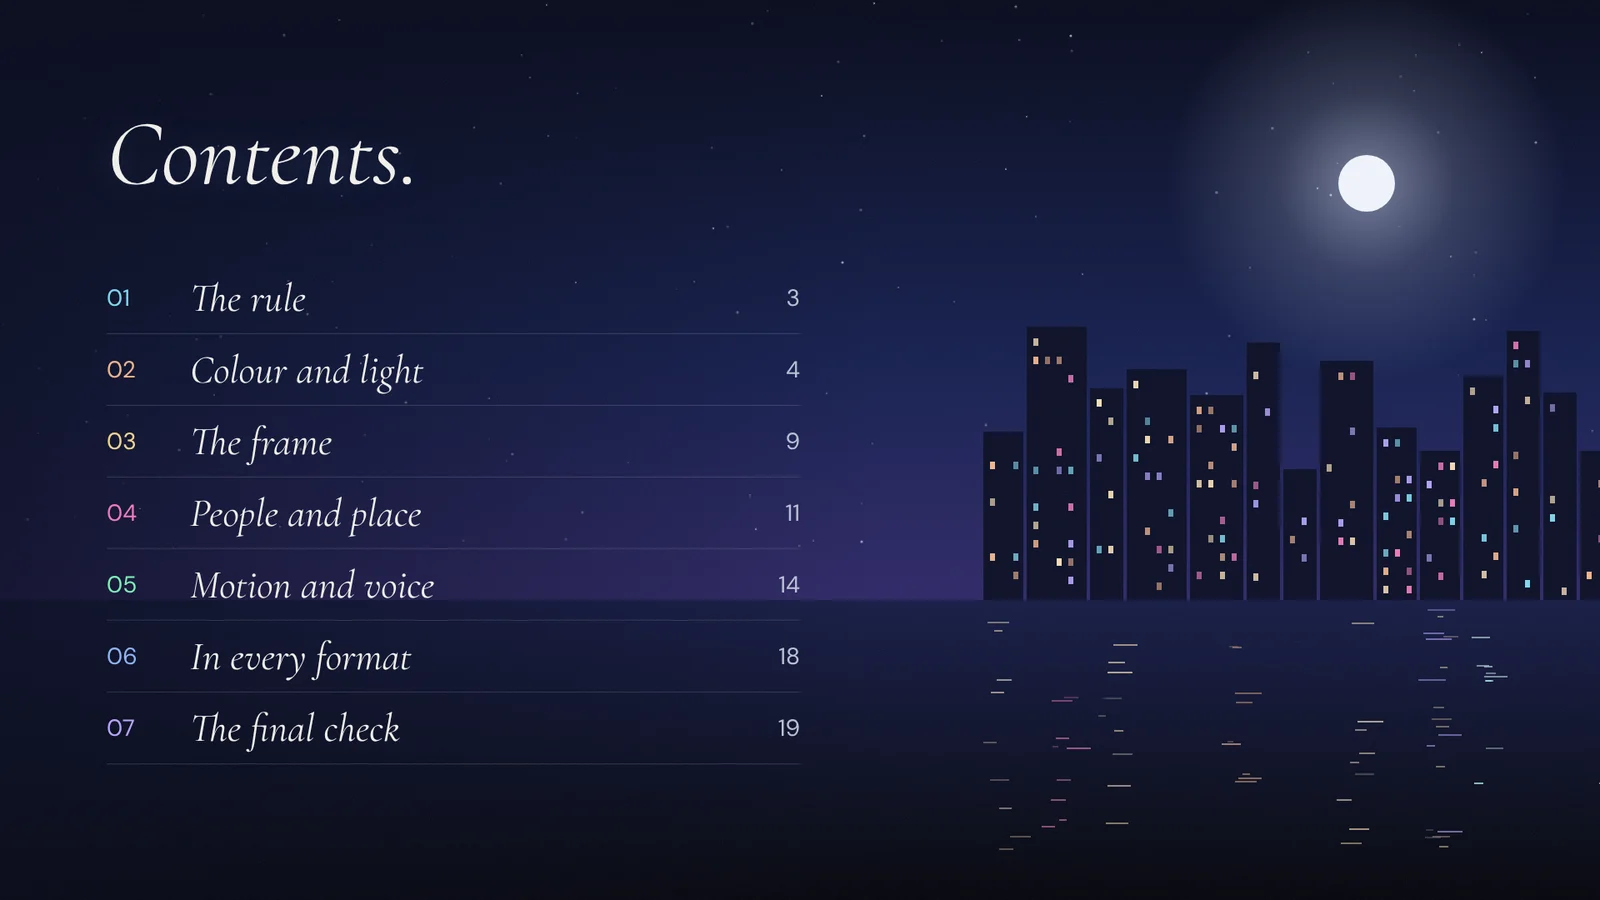 Contents.
01 The rule 3
02 Colour and light 4
03 The frame 9
04 People and place 11
05 Motion and voice 14
06 In every format 18
07 The final check 19